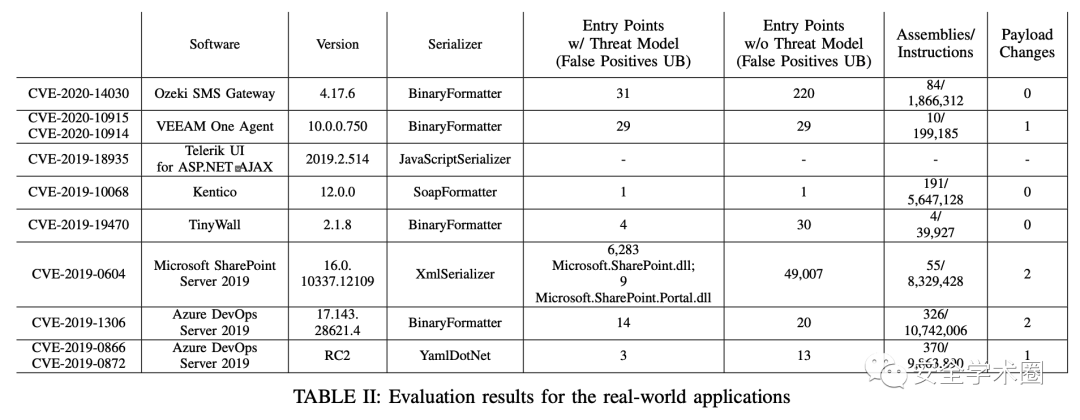 Software Version Serializer Entry Points w/ Threat Model (False Positives UB) Entry Points w/o Threat Model (False Positives UB) Assemblies/ Instructions Payload Changes
CVE-2020-14030 Ozeki SMS Gateway 4.17.6 BinaryFormatter 31 220 84/ 1,866,312 0
CVE-2020-10915 CVE-2020-10914 VEEAM One Agent 10.0.0.750 BinaryFormatter 29 29 10/ 199,185 1
CVE-2019-18935 Telerik UI for ASP.NET AJAX 2019.2.514 JavaScriptSerializer - - - -
CVE-2019-10068 Kentico 12.0.0 SoapFormatter 1 1 191/ 5,647,128 0
CVE-2019-19470 TinyWall 2.1.8 BinaryFormatter 4 30 4/ 39,927 0
CVE-2019-0604 Microsoft SharePoint Server 2019 16.0. 10337.12109 XmlSerializer 6,283 Microsoft.SharePoint.dll; 9 Microsoft.SharePoint.Portal.dll 49,007 55/ 8,329,428 2
CVE-2019-1306 Azure DevOps Server 2019 17.143. 28621.4 BinaryFormatter 14 20 326/ 10,742,006 2
CVE-2019-0866 CVE-2019-0872 Azure DevOps Server 2019 RC2 YamlDotNet 3 13 370/ 1
安全学术圈
TABLE II: Evaluation results for the real-world applications